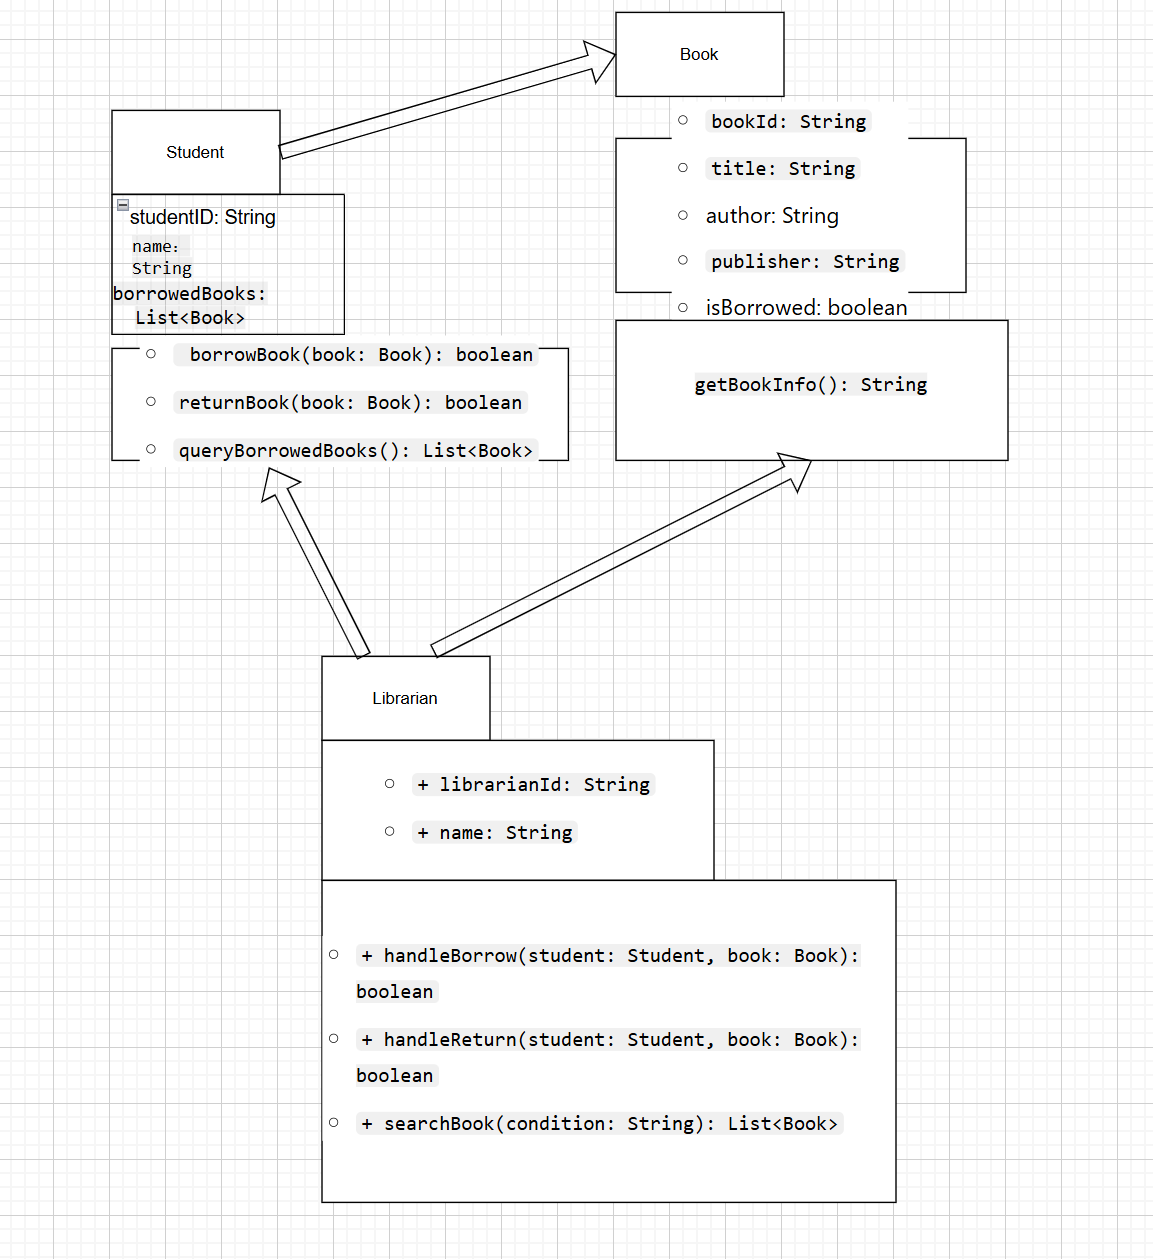 Book
bookId: String
title: String
author: String
publisher: String
isBorrowed: boolean
getBookInfo(): String
Student
studentID: String
name:
String
borrowedBooks:
List<Book>
borrowBook(book: Book): boolean
returnBook(book: Book): boolean
queryBorrowedBooks(): List<Book>
Librarian
+ librarianId: String
+ name: String
+ handleBorrow(student: Student, book: Book):
boolean
+ handleReturn(student: Student, book: Book):
boolean
+ searchBook(condition: String): List<Book>